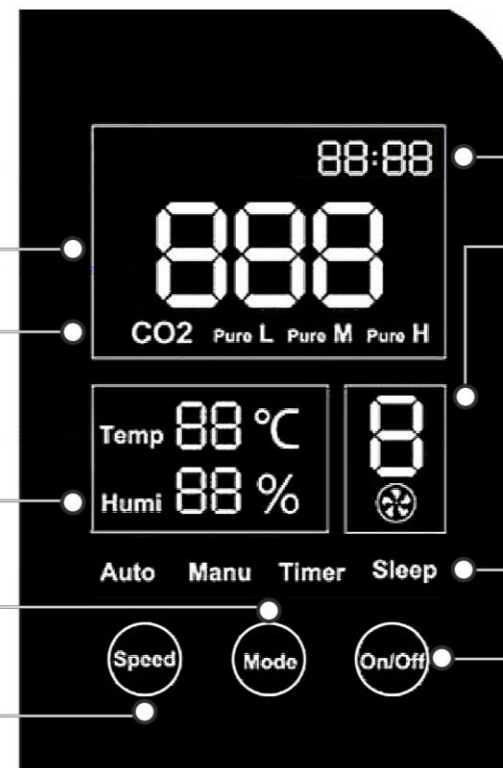 88:88
888
CO2 Pure L Pure M Pure H
Temp 88 °C
8
Humi 88 %
Auto Manu Timer Sleep
Speed Mode On/Off